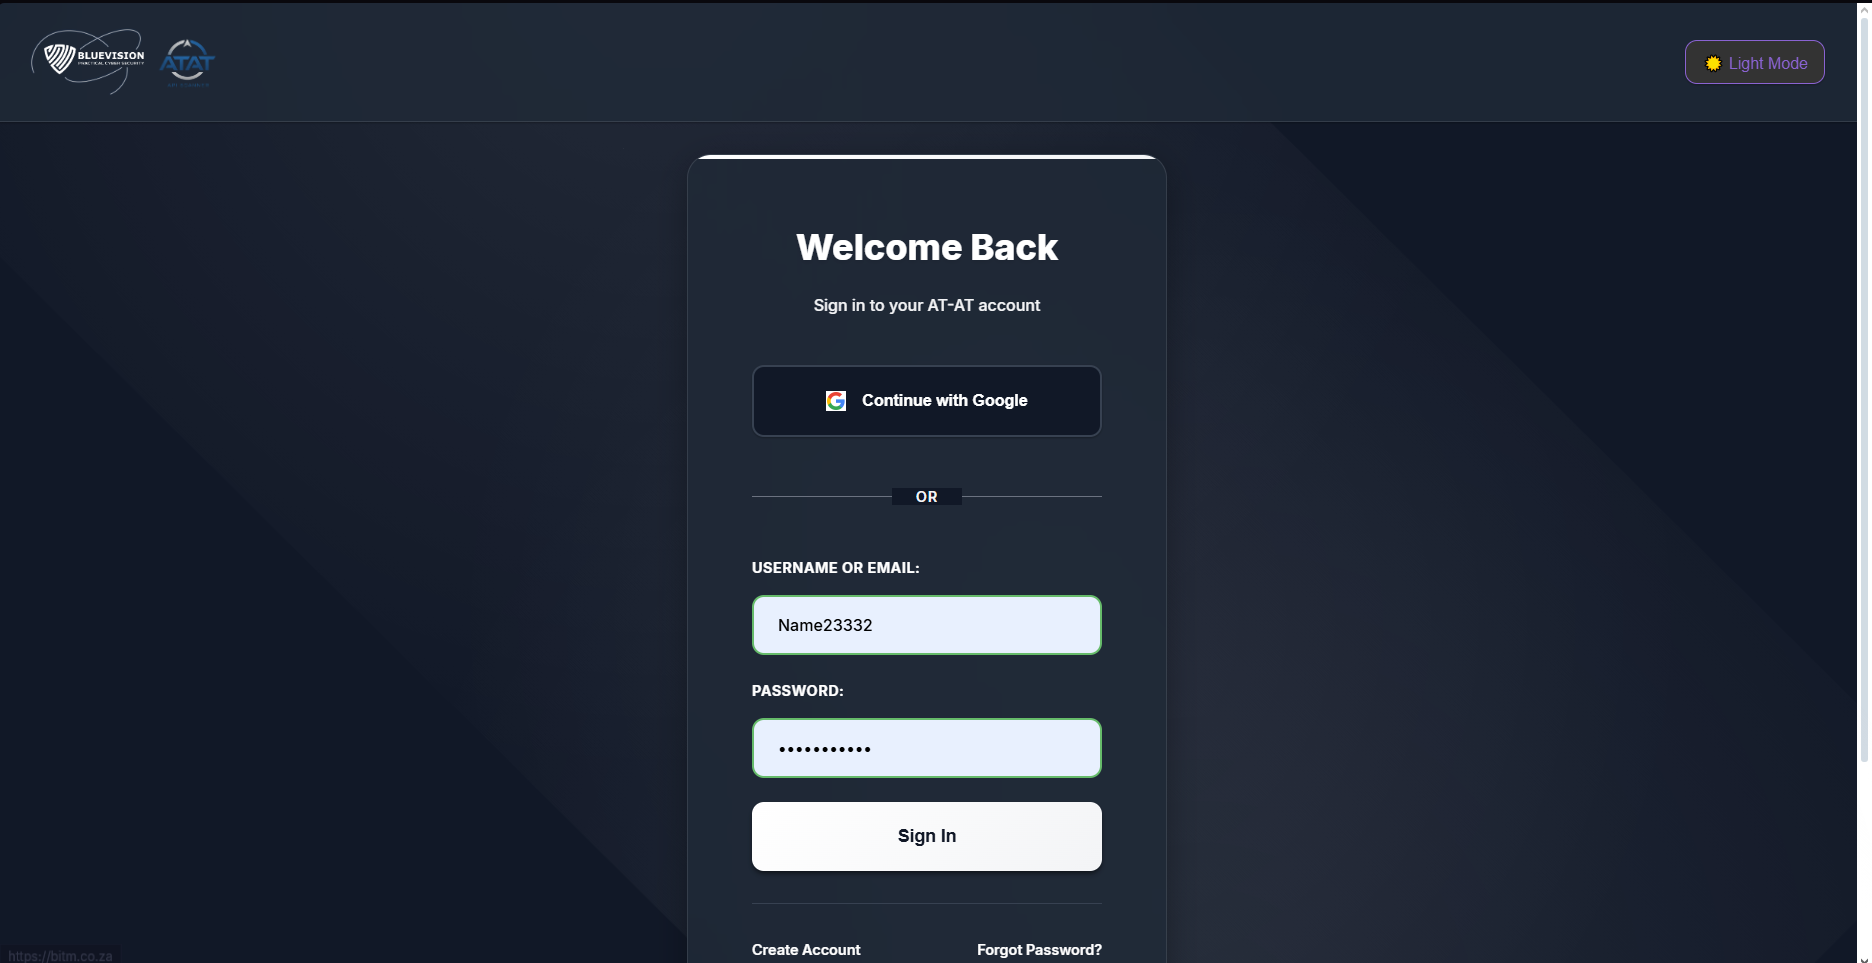 BLUEVISION
PRACTICAL CYBER SECURITY
ATAT
Light Mode
Welcome Back
Sign in to your AT-AT account
Continue with Google
OR
USERNAME OR EMAIL:
Name23332
PASSWORD:
•••••••••••
Sign In
Create Account
Forgot Password?
https://bitm.co.za